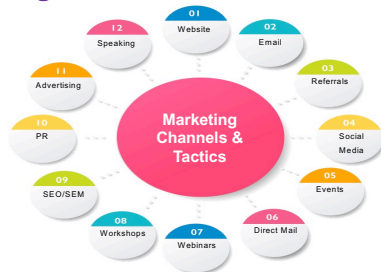 01
Website
02
Email
03
Referrals
04
Social
Media
05
Events
06
Direct Mail
07
Webinars
08
Workshops
09
SEO/SEM
10
PR
11
Advertising
12
Speaking
Marketing
Channels &
Tactics